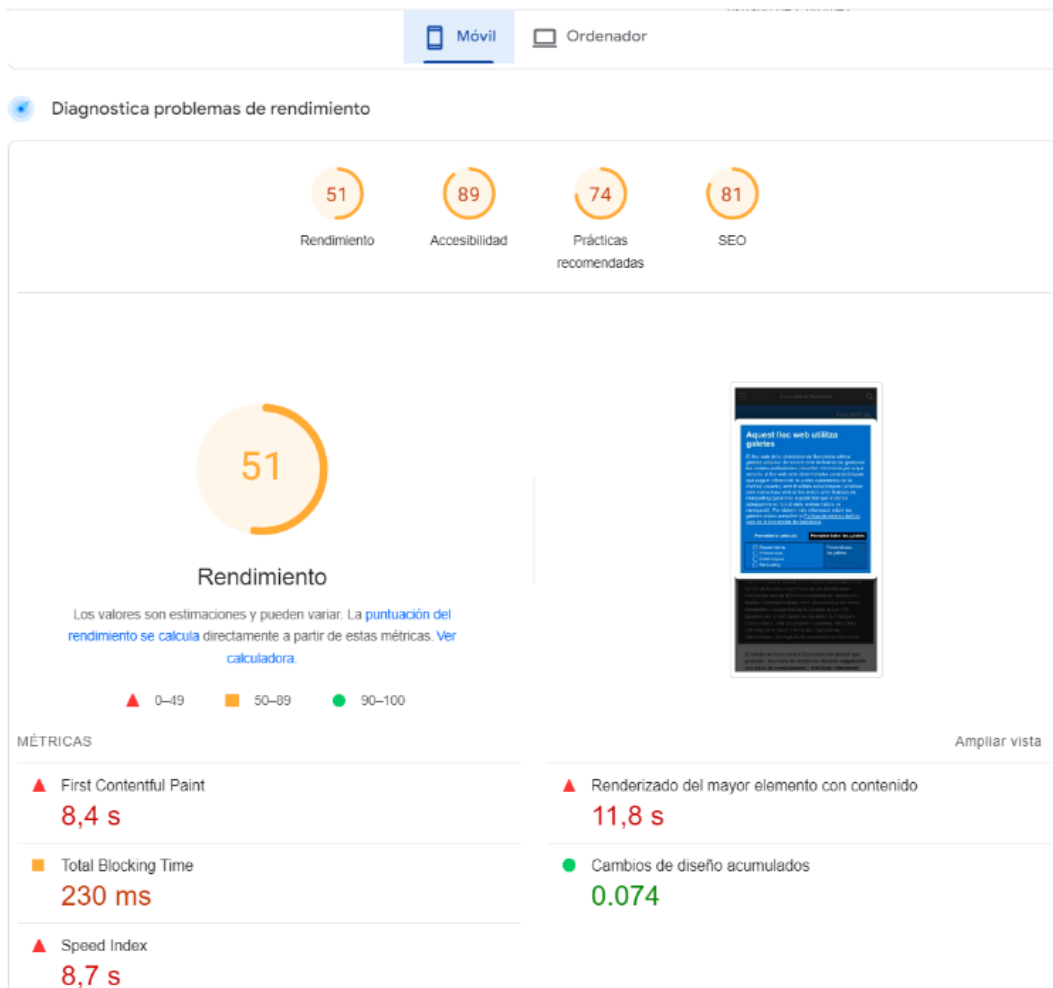 Móvil
Ordenador
Diagnostica problemas de rendimiento
51
89
74
81
Rendimiento
Accesibilidad
Prácticas
recomendadas
SEO
51
Rendimiento
Los valores son estimaciones y pueden variar. La puntuación del
rendimiento se calcula directamente a partir de estas métricas. Ver
calculadora.
0–49
50–89
90–100
Aquest lloc web utilitza
galetes
MÉTRICAS
Ampliar vista
First Contentful Paint
8,4 s
Renderizado del mayor elemento con contenido
11,8 s
Total Blocking Time
230 ms
Cambios de diseño acumulados
0.074
Speed Index
8,7 s